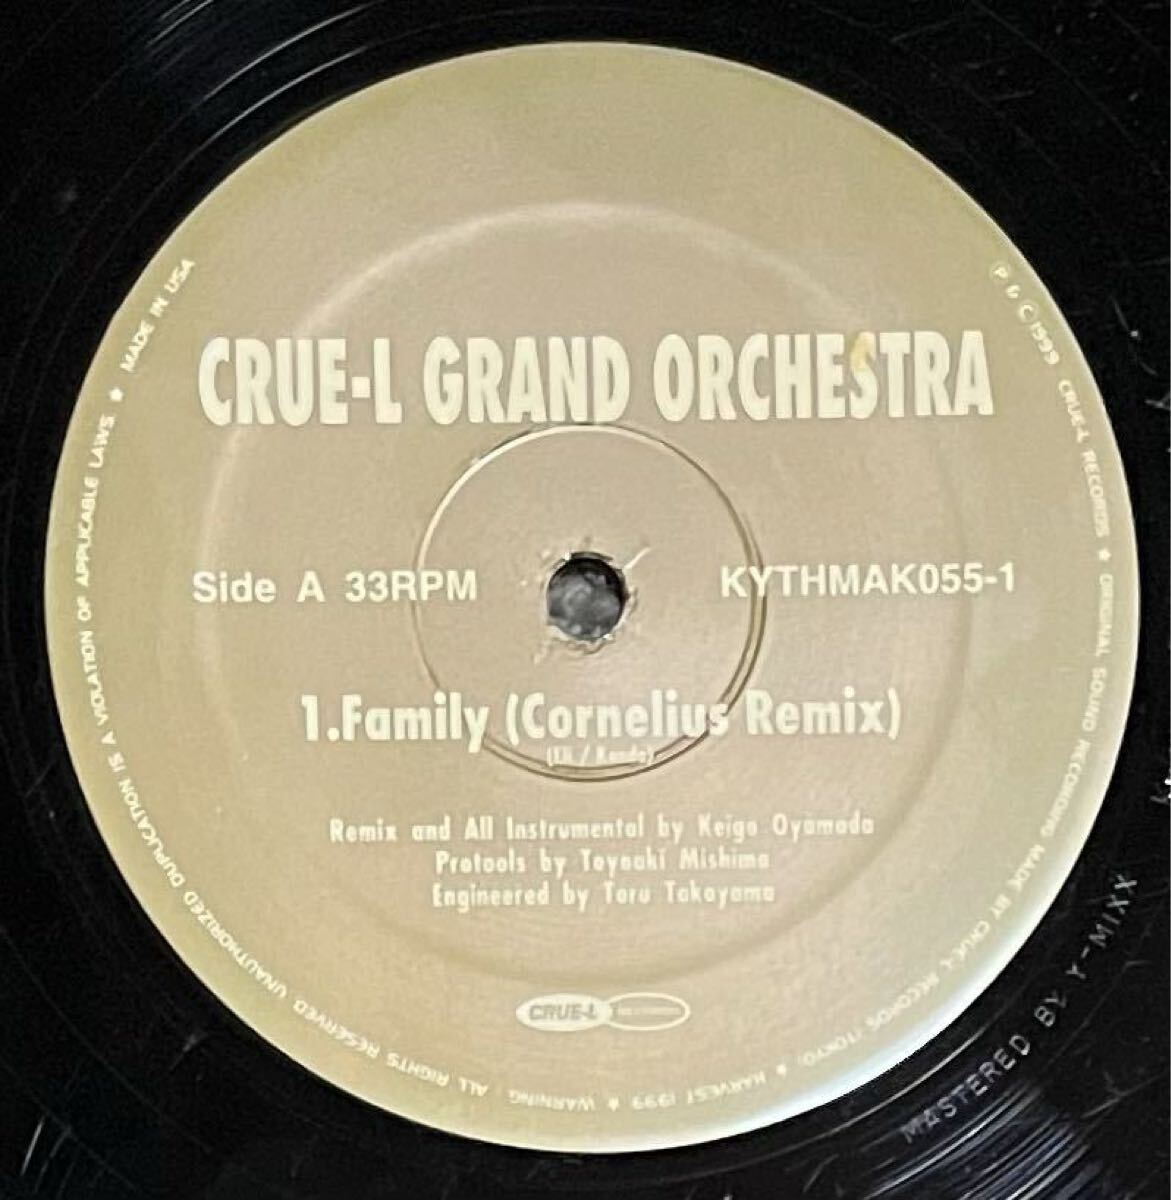 CRUE-L GRAND ORCHESTRA
Side A 33RPM
KYTHMAK055-1
1.Family (Cornelius Remix)
(Eli / Kando)
Remix and All Instrumental by Keigo Oyamada
Protools by Toyoaki Mishima
Engineered by Toru Takayama
CRUE-L RECORDS
℗ & © 1999 CRUE-L RECORDS ★ ORIGINAL SOUND RECORDING MADE BY CRUE-L RECORDS (TOKYO) ★ HARVEST 1999 ★ WARNING: ALL RIGHTS RESERVED UNAUTHORIZED DUPLICATION IS A VIOLATION OF APPLICABLE LAWS ★ MADE IN USA
MASTERED BY Y-MIXX